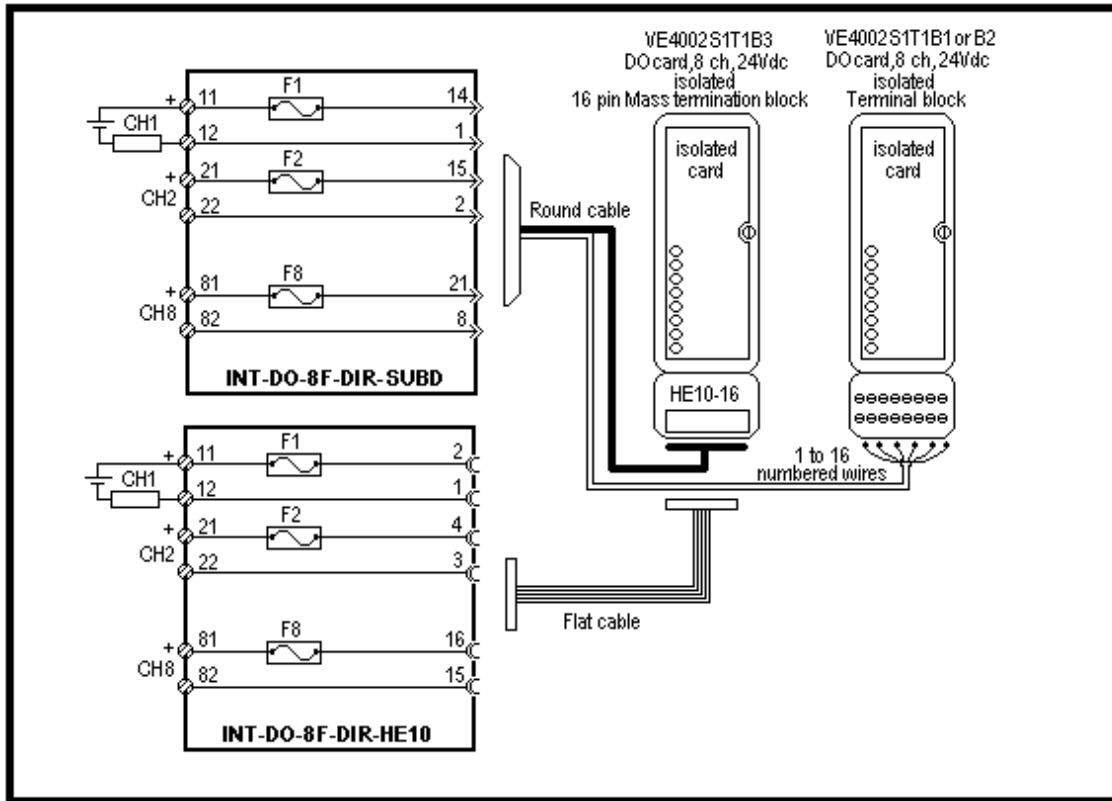 VE4002S1T1B3
DO card, 8 ch, 24Vdc
isolated
16 pin Mass termination block
VE4002S1T1B1 or B2
DO card, 8 ch, 24Vdc
isolated
Terminal block
F1
+ 11 14
CH1
12 1
F2
+ 21 15
CH2
22 2
F8
+ 81 21
CH8
82 8
INT-DO-8F-DIR-SUBD
Round cable
isolated
card
isolated
card
HE10-16
1 to 16
numbered wires
F1
+ 11 2
CH1
12 1
F2
+ 21 4
CH2
22 3
F8
+ 81 16
CH8
82 15
INT-DO-8F-DIR-HE10
Flat cable